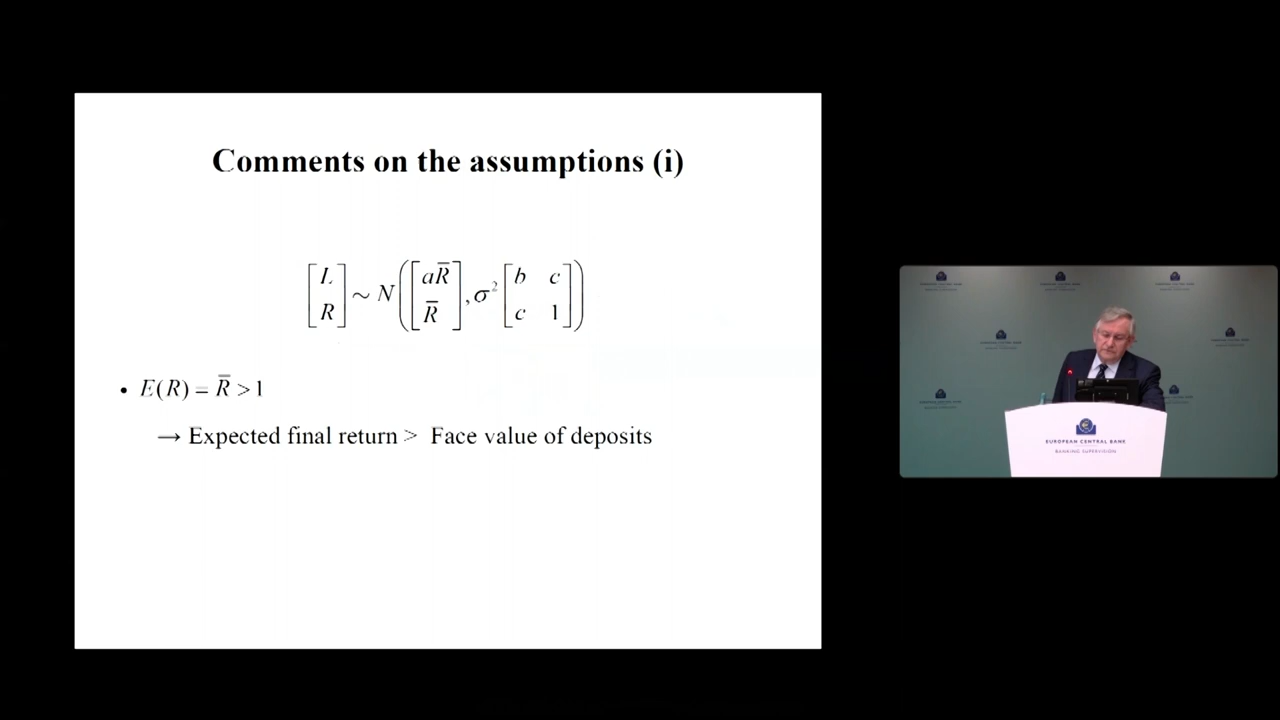 Comments on the assumptions (i)
[L R] ~ N([aR̄ R̄], σ² [b c c 1])
• E(R) = R̄ > 1
→ Expected final return > Face value of deposits
EUROPEAN CENTRAL BANK
BANKING SUPERVISION